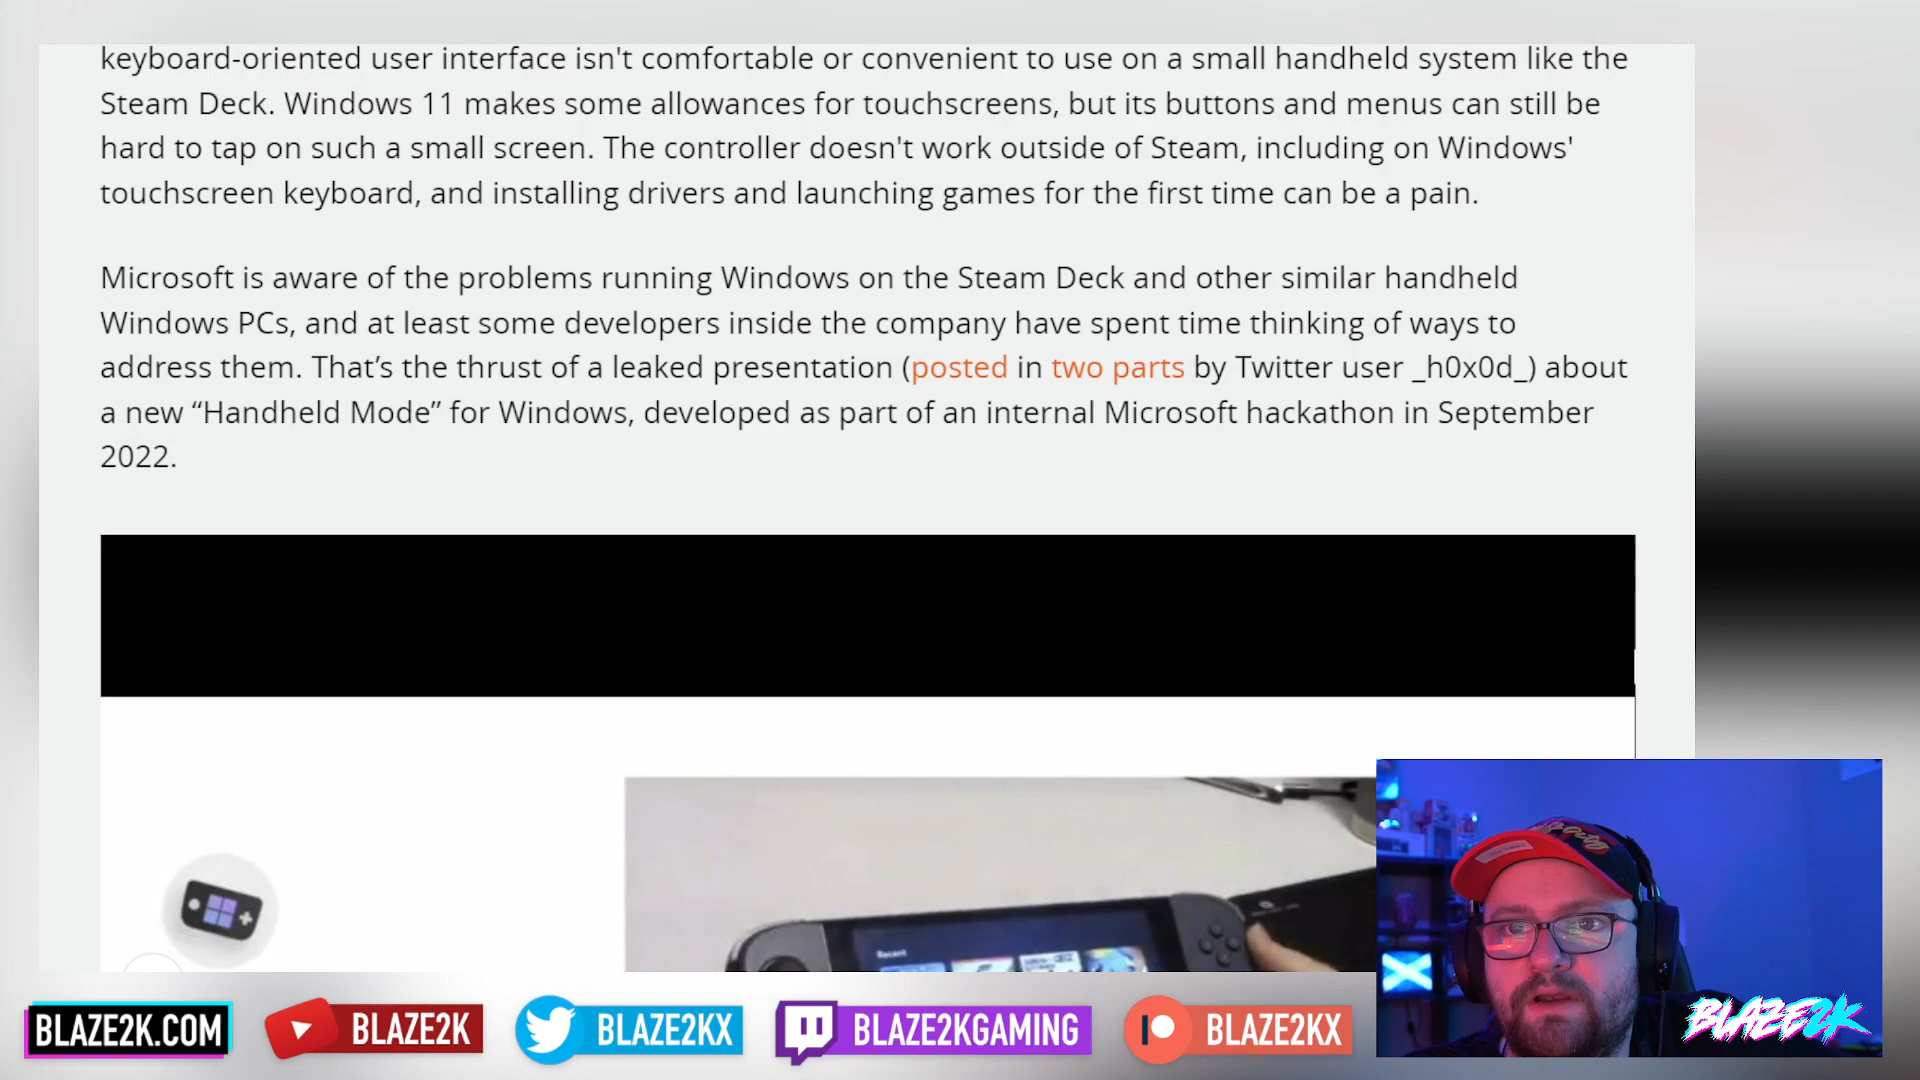 keyboard-oriented user interface isn't comfortable or convenient to use on a small handheld system like the
Steam Deck. Windows 11 makes some allowances for touchscreens, but its buttons and menus can still be
hard to tap on such a small screen. The controller doesn't work outside of Steam, including on Windows'
touchscreen keyboard, and installing drivers and launching games for the first time can be a pain.
Microsoft is aware of the problems running Windows on the Steam Deck and other similar handheld
Windows PCs, and at least some developers inside the company have spent time thinking of ways to
address them. That’s the thrust of a leaked presentation (posted in two parts by Twitter user _h0x0d_) about
a new “Handheld Mode” for Windows, developed as part of an internal Microsoft hackathon in September
2022.
Recent
BLAZE2K.COM
BLAZE2K
BLAZE2KX
BLAZE2KGAMING
BLAZE2KX
BLAZE2K